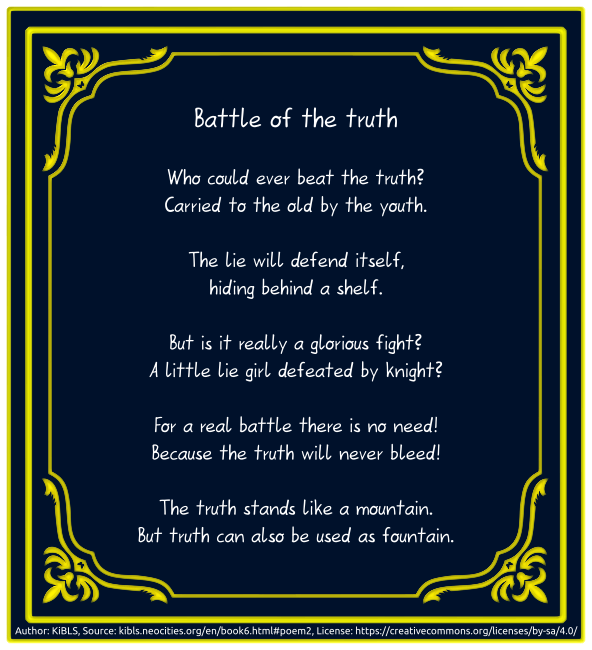 Battle of the truth
Who could ever beat the truth?
Carried to the old by the youth.
The lie will defend itself,
hiding behind a shelf.
But is it really a glorious fight?
A little lie girl defeated by knight?
For a real battle there is no need!
Because the truth will never bleed!
The truth stands like a mountain.
But truth can also be used as fountain.
Author: KiBLS, Source: kibls.neocities.org/en/book6.html#poem2, License: https://creativecommons.org/licenses/by-sa/4.0/